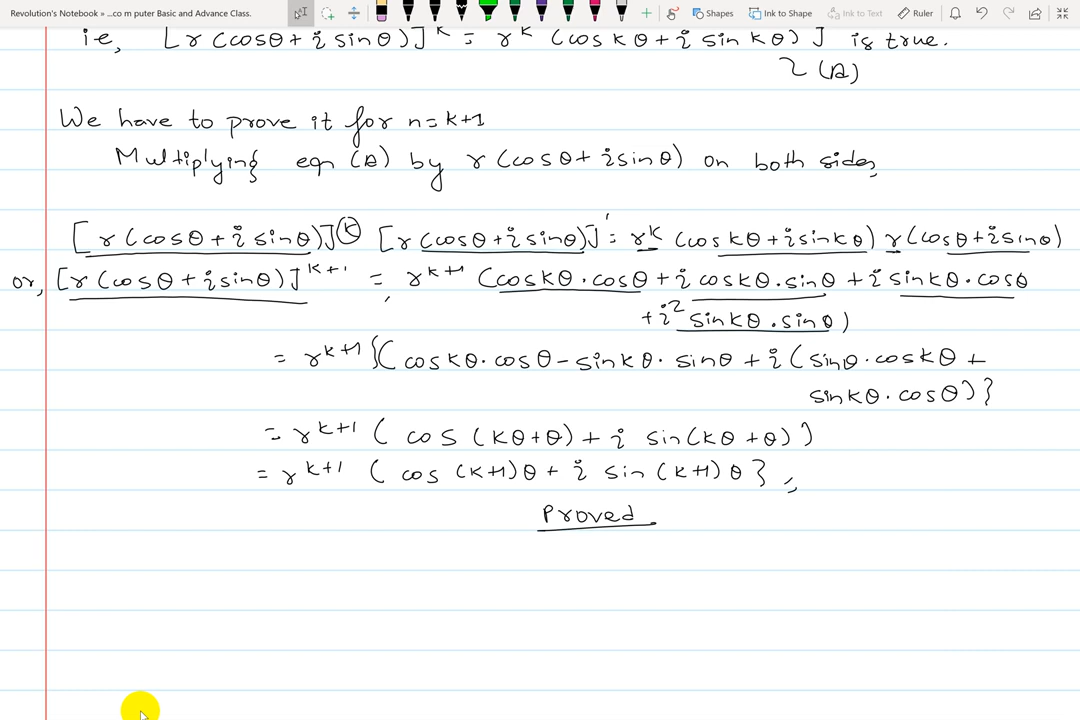 Revolution's Notebook » ...co m puter Basic and Advance Class.
Shapes Ink to Shape Ink to Text Ruler
ie, [r(cosθ + i sinθ)]^k = r^k (cos kθ + i sin kθ)] is true.
(A)
We have to prove it for n = k+1
Multiplying eqn (A) by r(cosθ + i sinθ) on both sides,
[r(cosθ + i sinθ)]^k [r(cosθ + i sinθ)]' = r^k (cos kθ + i sin kθ) r(cosθ + i sinθ)
or, [r(cosθ + i sinθ)]^k+1 = r^k+1 (cos kθ . cosθ + i cos kθ . sinθ + i sin kθ . cosθ
+ i² sin kθ . sinθ)
= r^k+1 {( cos kθ . cosθ - sin kθ . sinθ + i (sinθ . cos kθ +
sin kθ . cosθ)}
= r^k+1 ( cos (kθ+θ) + i sin(kθ+θ))
= r^k+1 ( cos (k+1)θ + i sin (k+1)θ},
Proved